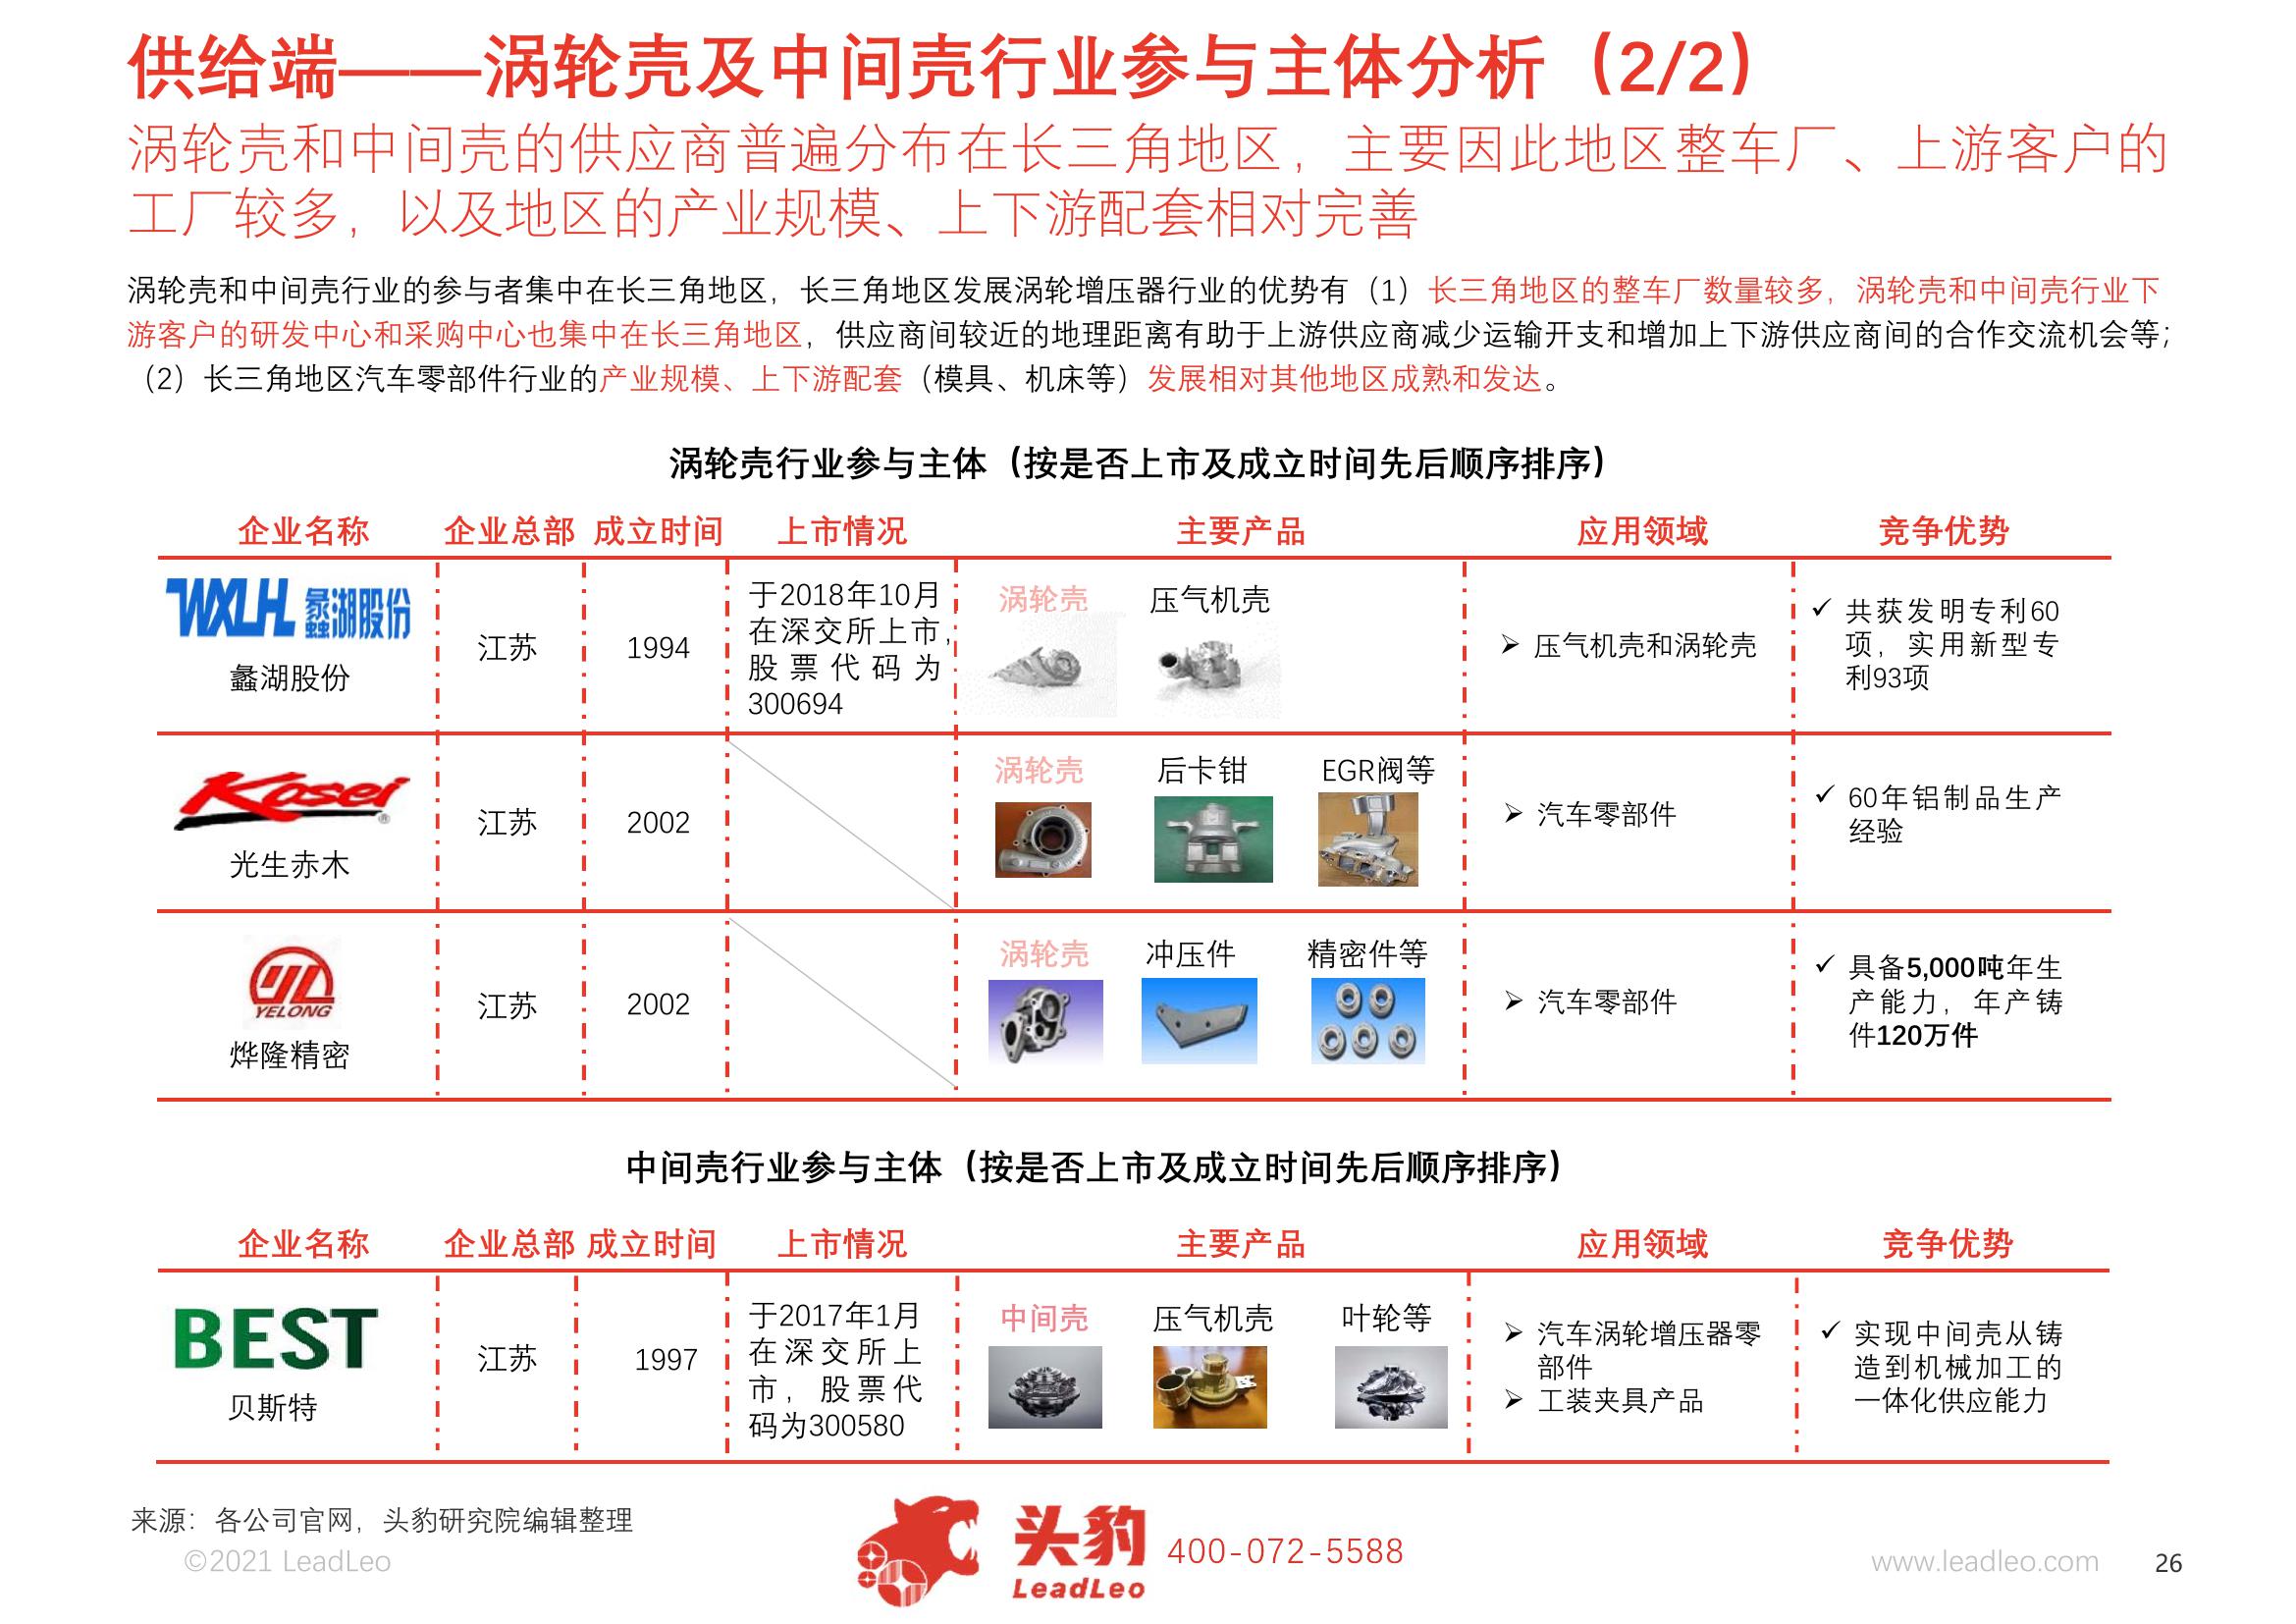 供给端——涡轮壳及中间壳行业参与主体分析（2/2）
涡轮壳和中间壳的供应商普遍分布在长三角地区，主要因此地区整车厂、上游客户的
工厂较多，以及地区的产业规模、上下游配套相对完善
涡轮壳和中间壳行业的参与者集中在长三角地区，长三角地区发展涡轮增压器行业的优势有（1）长三角地区的整车厂数量较多，涡轮壳和中间壳行业下
游客户的研发中心和采购中心也集中在长三角地区，供应商间较近的地理距离有助于上游供应商减少运输开支和增加上下游供应商间的合作交流机会等；
（2）长三角地区汽车零部件行业的产业规模、上下游配套（模具、机床等）发展相对其他地区成熟和发达。
涡轮壳行业参与主体（按是否上市及成立时间先后顺序排序）
企业名称 企业总部 成立时间 上市情况 主要产品 应用领域 竞争优势
WXLH 蠡湖股份
蠡湖股份
江苏
1994
于2018年10月
在深交所上市，
股票代码为
300694
涡轮壳 压气机壳
➢ 压气机壳和涡轮壳
✓ 共获发明专利60
项，实用新型专
利93项
Kosei®
光生赤木
江苏
2002
涡轮壳 后卡钳 EGR阀等
➢ 汽车零部件
✓ 60年铝制品生产
经验
YELONG
烨隆精密
江苏
2002
涡轮壳 冲压件 精密件等
➢ 汽车零部件
✓ 具备5,000吨年生
产能力，年产铸
件120万件
中间壳行业参与主体（按是否上市及成立时间先后顺序排序）
企业名称 企业总部 成立时间 上市情况 主要产品 应用领域 竞争优势
BEST
贝斯特
江苏
1997
于2017年1月
在深交所上
市，股票代
码为300580
中间壳 压气机壳 叶轮等
➢ 汽车涡轮增压器零
部件
➢ 工装夹具产品
✓ 实现中间壳从铸
造到机械加工的
一体化供应能力
来源：各公司官网，头豹研究院编辑整理
©2021 LeadLeo
头豹
LeadLeo
400-072-5588
www.leadleo.com
26